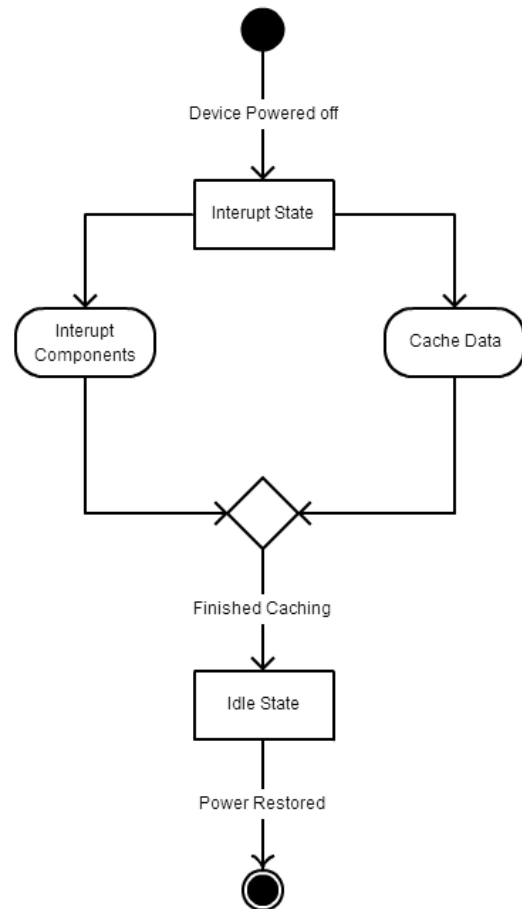 Device Powered off
Interupt State
Interupt
Components
Cache Data
Finished Caching
Idle State
Power Restored